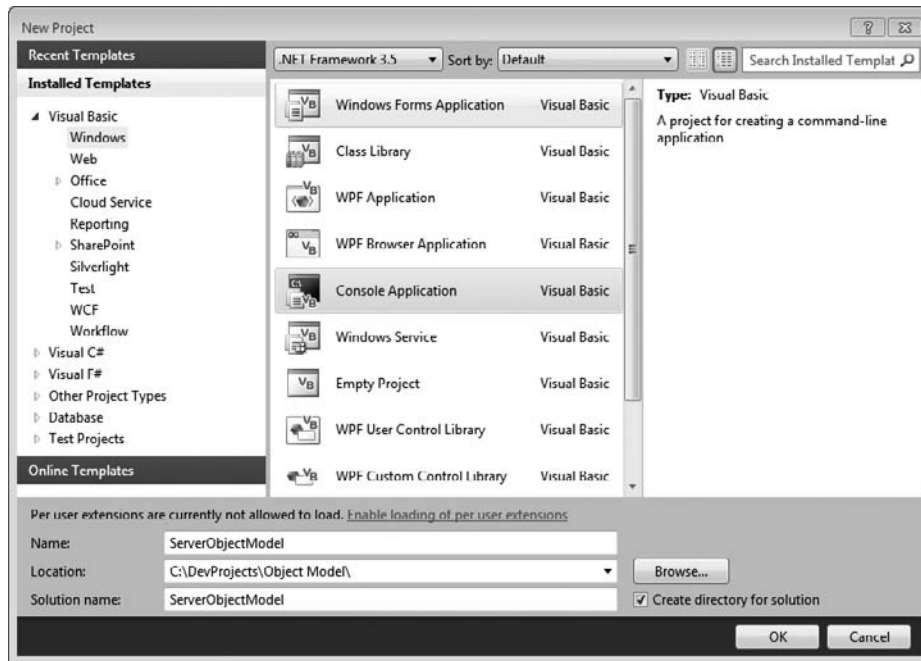 New Project
Recent Templates
.NET Framework 3.5
Sort by: Default
Search Installed Templat
Installed Templates
Visual Basic
Windows
Web
Office
Cloud Service
Reporting
SharePoint
Silverlight
Test
WCF
Workflow
Visual C#
Visual F#
Other Project Types
Database
Test Projects
Online Templates
Windows Forms Application Visual Basic
Class Library Visual Basic
WPF Application Visual Basic
WPF Browser Application Visual Basic
Console Application Visual Basic
Windows Service Visual Basic
Empty Project Visual Basic
WPF User Control Library Visual Basic
WPF Custom Control Library Visual Basic
Type: Visual Basic
A project for creating a command-line
application
Per user extensions are currently not allowed to load. Enable loading of per user extensions
Name: ServerObjectModel
Location: C:\DevProjects\Object Model\ Browse...
Solution name: ServerObjectModel Create directory for solution
OK Cancel